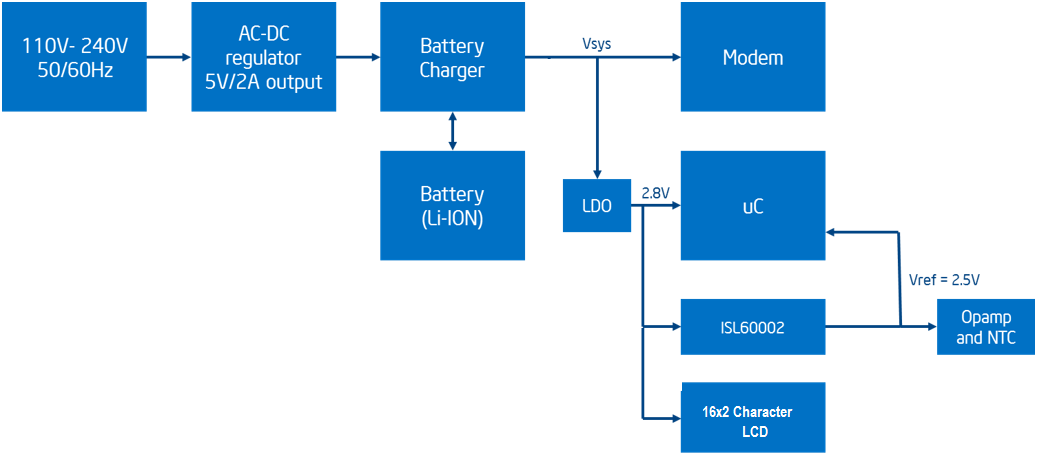 110V- 240V
50/60Hz
AC-DC
regulator
5V/2A output
Battery
Charger
Vsys
Modem
Battery
(Li-ION)
LDO
2.8V
uC
Vref = 2.5V
ISL60002
Opamp
and NTC
16x2 Character
LCD